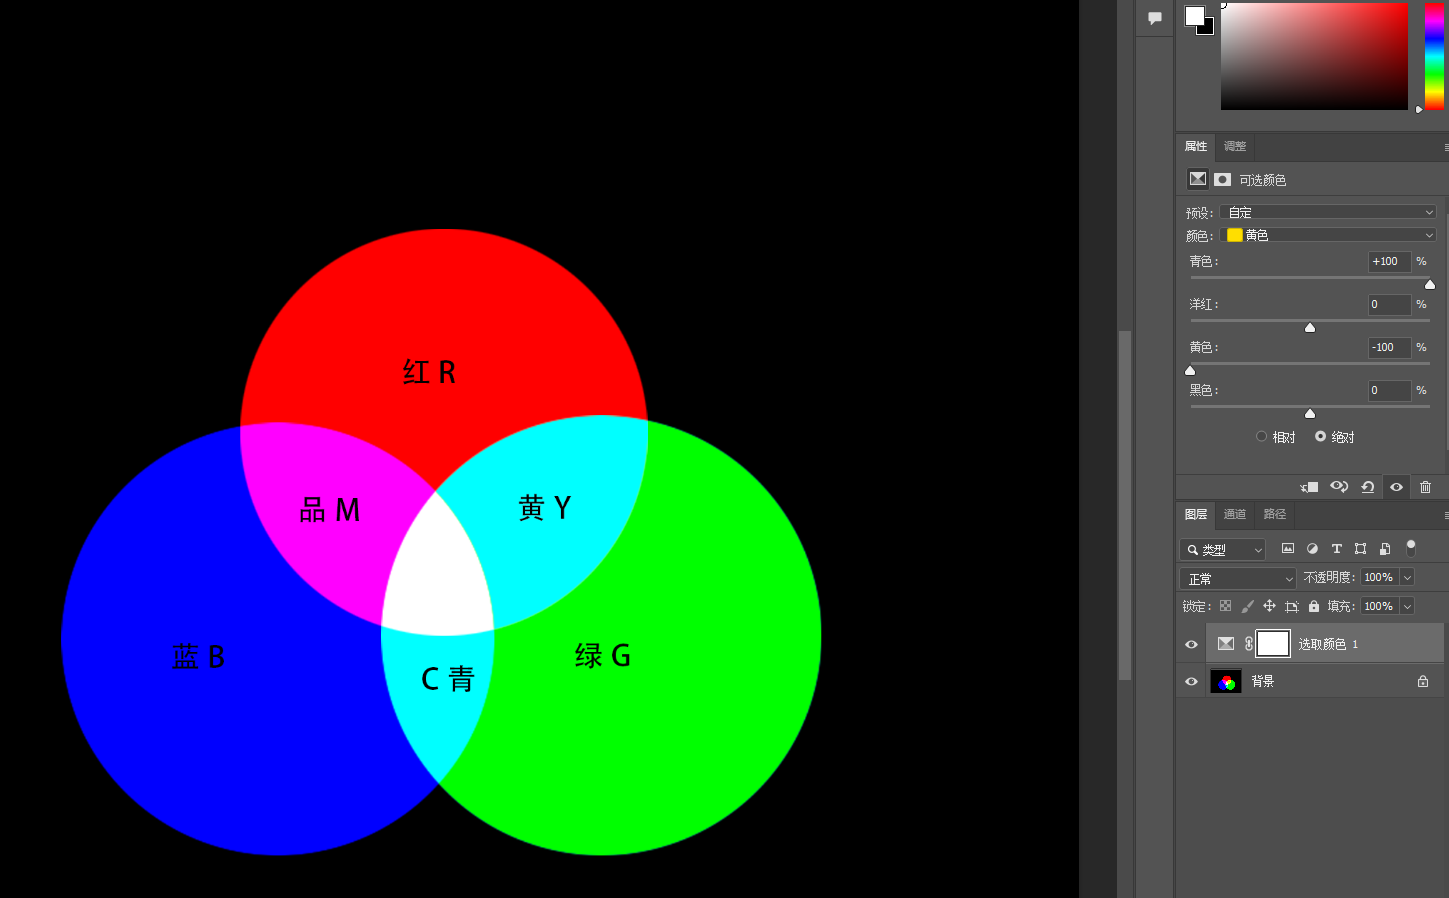 红 R
品 M
黄 Y
蓝 B
C 青
绿 G
属性 调整
可选颜色
预设: 自定
颜色: 黄色
青色: +100 %
洋红: 0 %
黄色: -100 %
黑色: 0 %
相对 绝对
图层 通道 路径
类型
正常 不透明度: 100%
锁定: 填充: 100%
选取颜色 1
背景